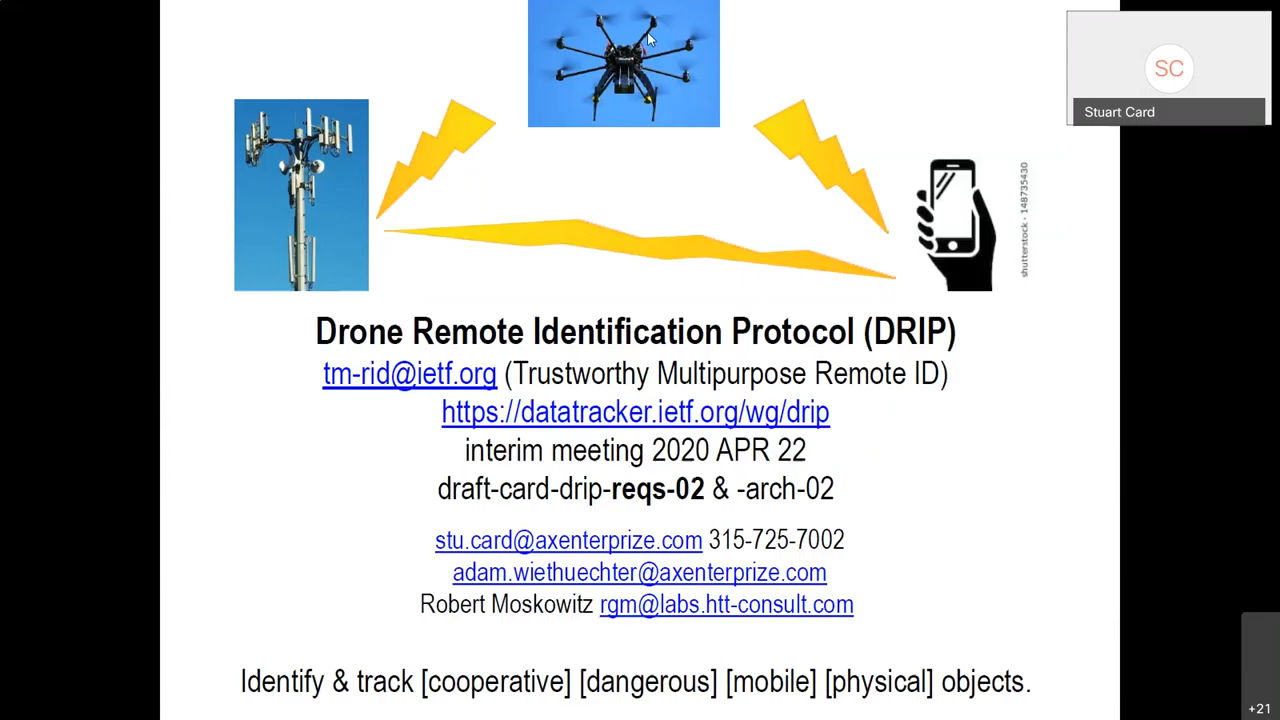 SC
Stuart Card
shutterstock · 148735430
Drone Remote Identification Protocol (DRIP)
tm-rid@ietf.org (Trustworthy Multipurpose Remote ID)
https://datatracker.ietf.org/wg/drip
interim meeting 2020 APR 22
draft-card-drip-reqs-02 & -arch-02
stu.card@axenterprize.com 315-725-7002
adam.wiethuechter@axenterprize.com
Robert Moskowitz rgm@labs.htt-consult.com
Identify & track [cooperative] [dangerous] [mobile] [physical] objects.
+21